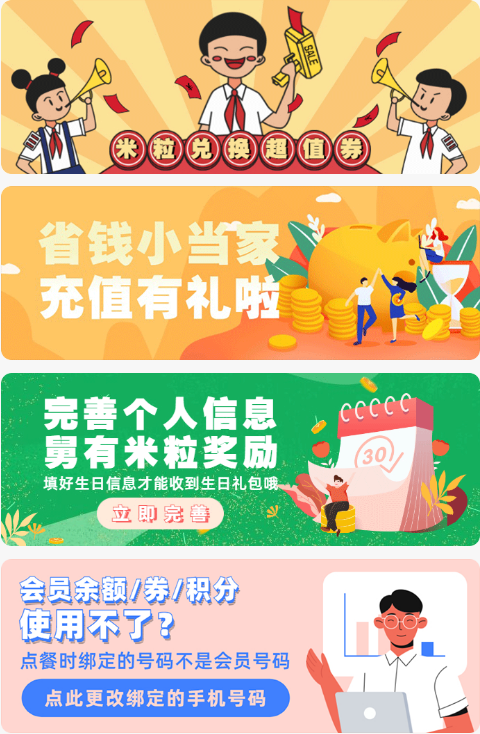 SALE
米粒兑换超值券
省钱小当家
充值有礼啦
完善个人信息
舅有米粒奖励
填好生日信息才能收到生日礼包哦
立即完善
30
会员余额/券/积分
使用不了?
点餐时绑定的号码不是会员号码
点此更改绑定的手机号码